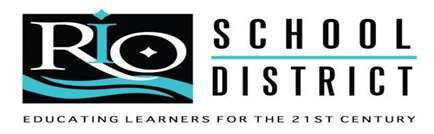 RIO
SCHOOL
DISTRICT
EDUCATING LEARNERS FOR THE 21ST CENTURY